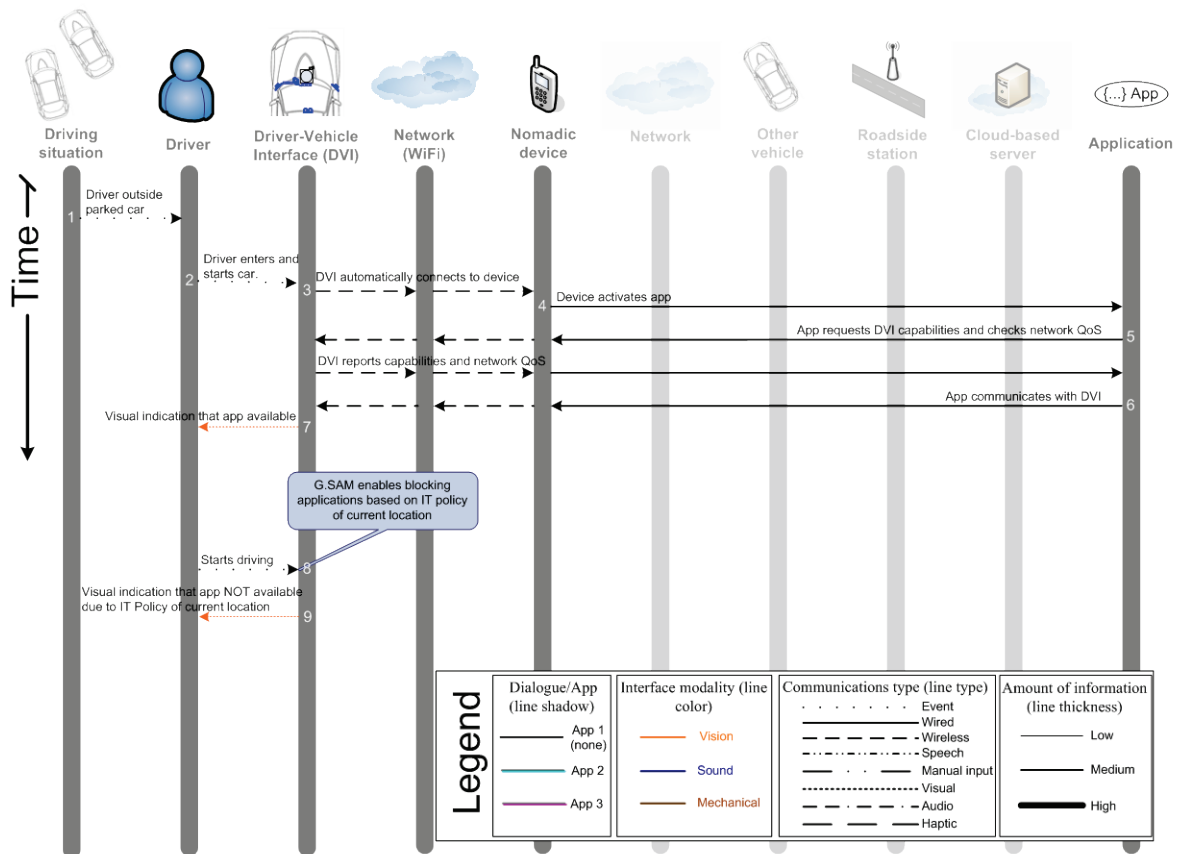 {...} App
Driving
situation
Driver
Driver-Vehicle
Interface (DVI)
Network
(WiFi)
Nomadic
device
Network
Other
vehicle
Roadside
station
Cloud-based
server
Application
Time
Driver outside
parked car
1
Driver enters and
starts car.
2
DVI automatically connects to device
3
Device activates app
4
App requests DVI capabilities and checks network QoS
5
DVI reports capabilities and network QoS
App communicates with DVI
6
Visual indication that app available
7
G.SAM enables blocking
applications based on IT policy
of current location
Starts driving
8
Visual indication that app NOT available
due to IT Policy of current location
9
Legend
Dialogue/App
(line shadow)
App 1
(none)
App 2
App 3
Interface modality (line
color)
Vision
Sound
Mechanical
Communications type (line type)
Event
Wired
Wireless
Speech
Manual input
Visual
Audio
Haptic
Amount of information
(line thickness)
Low
Medium
High